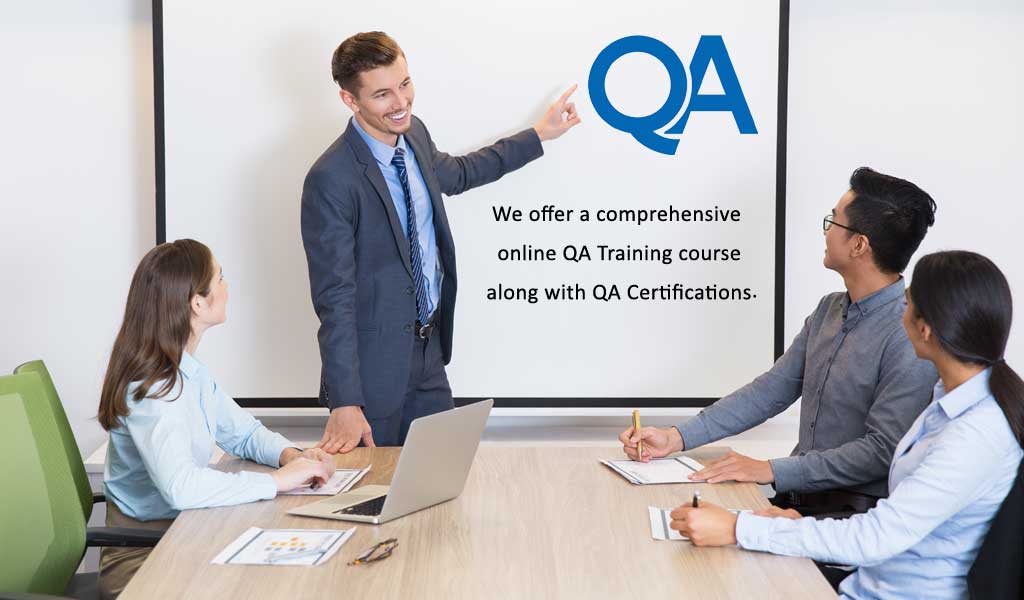 QA
We offer a comprehensive
online QA Training course
along with QA Certifications.